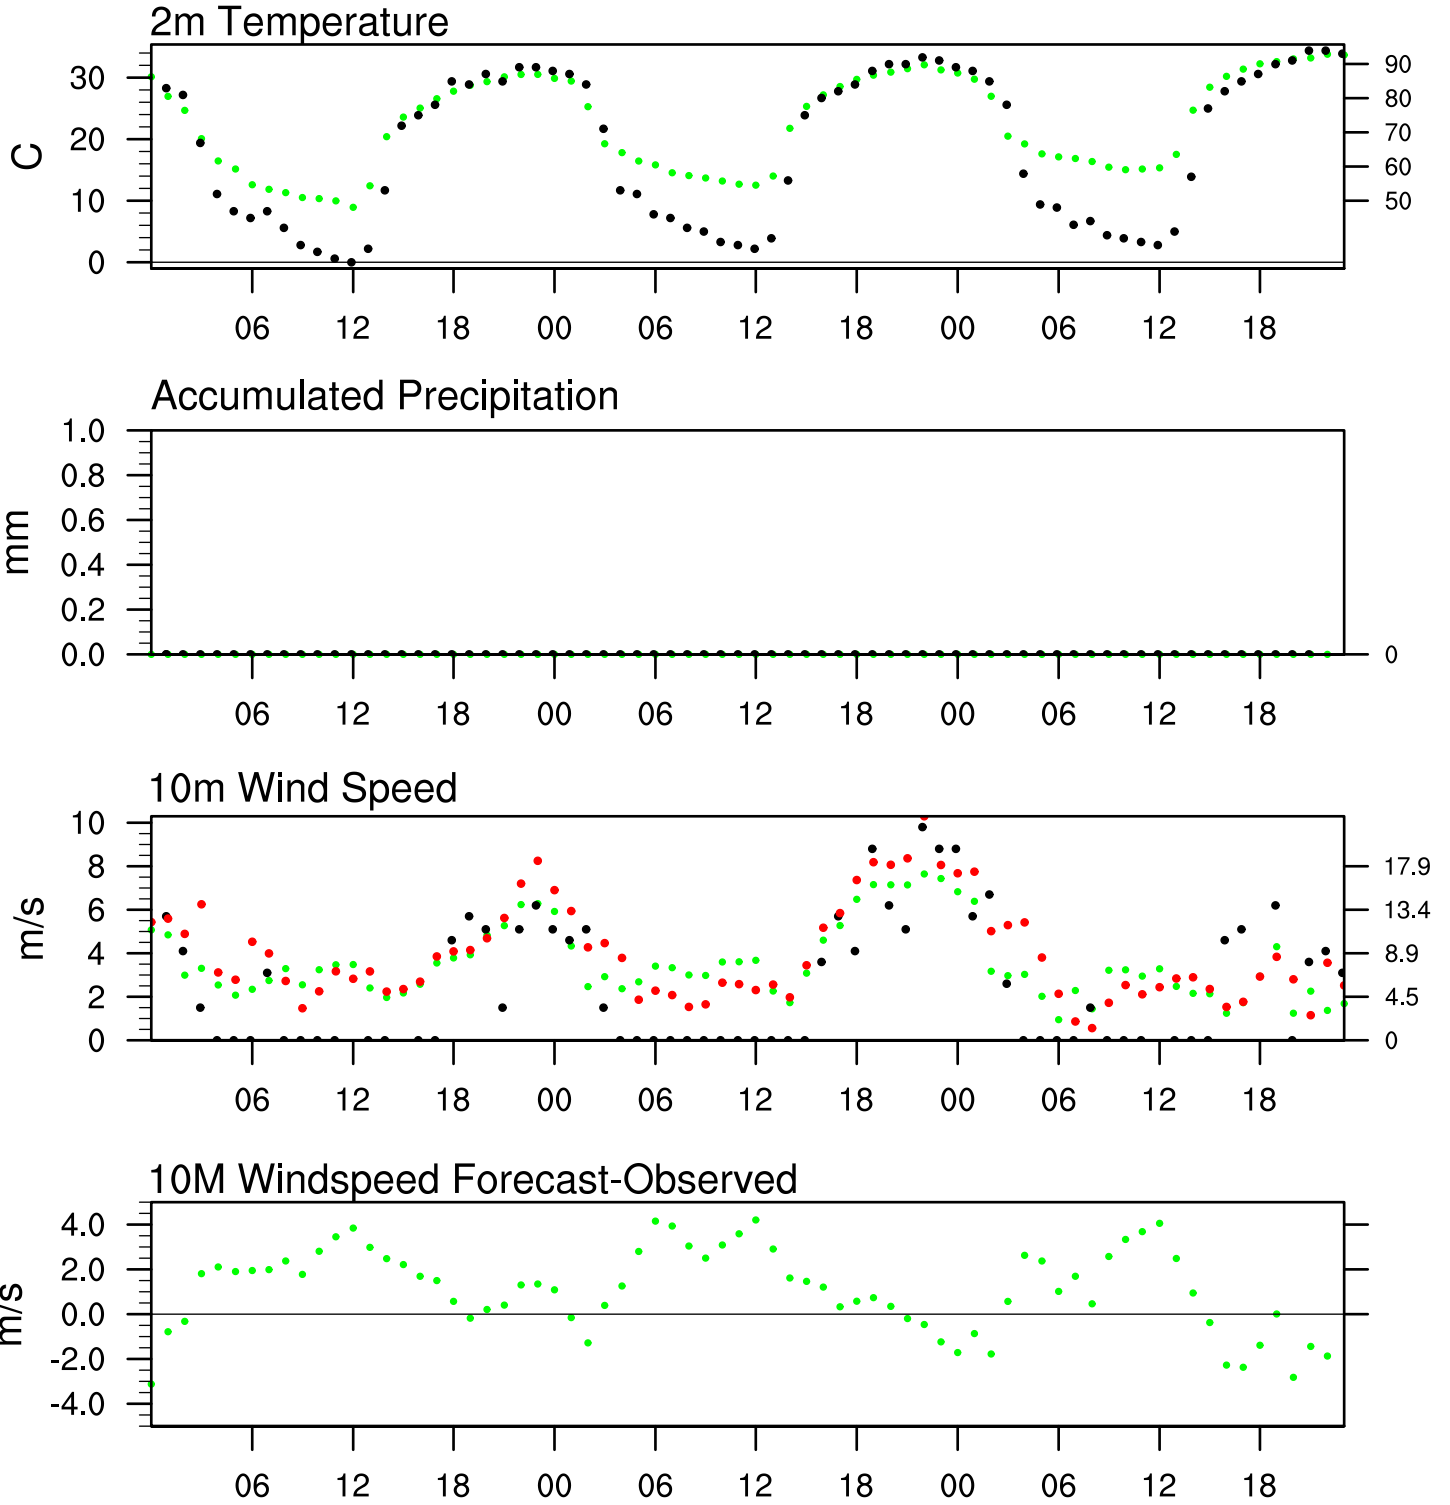 2m Temperature
30
20
10
0
C
90
80
70
60
50
06 12 18 00 06 12 18 00 06 12 18
Accumulated Precipitation
1.0
0.8
0.6
0.4
0.2
0.0
mm
0
06 12 18 00 06 12 18 00 06 12 18
10m Wind Speed
10
8
6
4
2
0
m/s
17.9
13.4
8.9
4.5
0
06 12 18 00 06 12 18 00 06 12 18
10M Windspeed Forecast-Observed
4.0
2.0
0.0
-2.0
-4.0
m/s
06 12 18 00 06 12 18 00 06 12 18